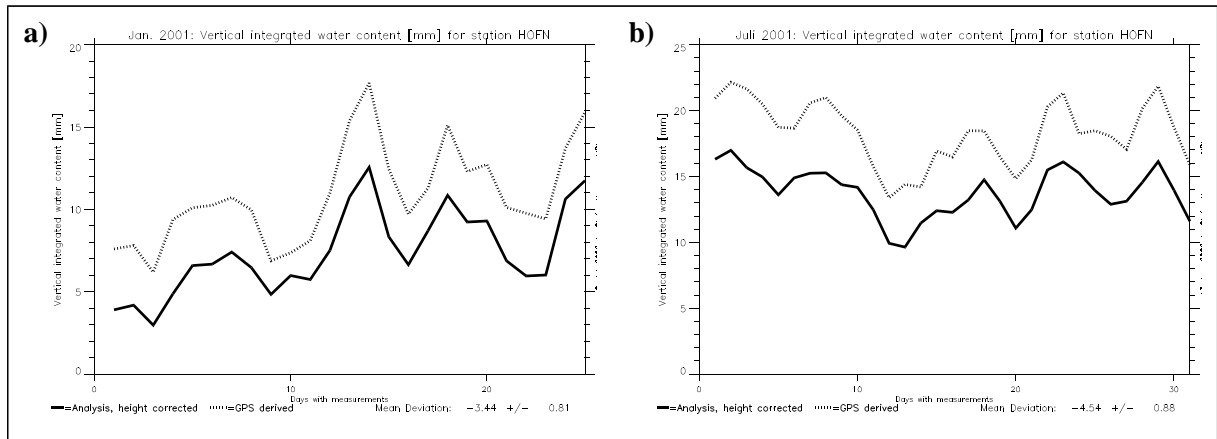 a)
Jan. 2001: Vertical integrated water content [mm] for station HOFN
Vertical integrated water content [mm]
20
15
10
5
0
0
10
20
Days with measurements
=Analysis, height corrected
=GPS derived
Mean Deviation: -3.44 +/- 0.81
b)
Juli 2001: Vertical integrated water content [mm] for station HOFN
Vertical integrated water content [mm]
25
20
15
10
5
0
0
10
20
30
Days with measurements
=Analysis, height corrected
=GPS derived
Mean Deviation: -4.54 +/- 0.88